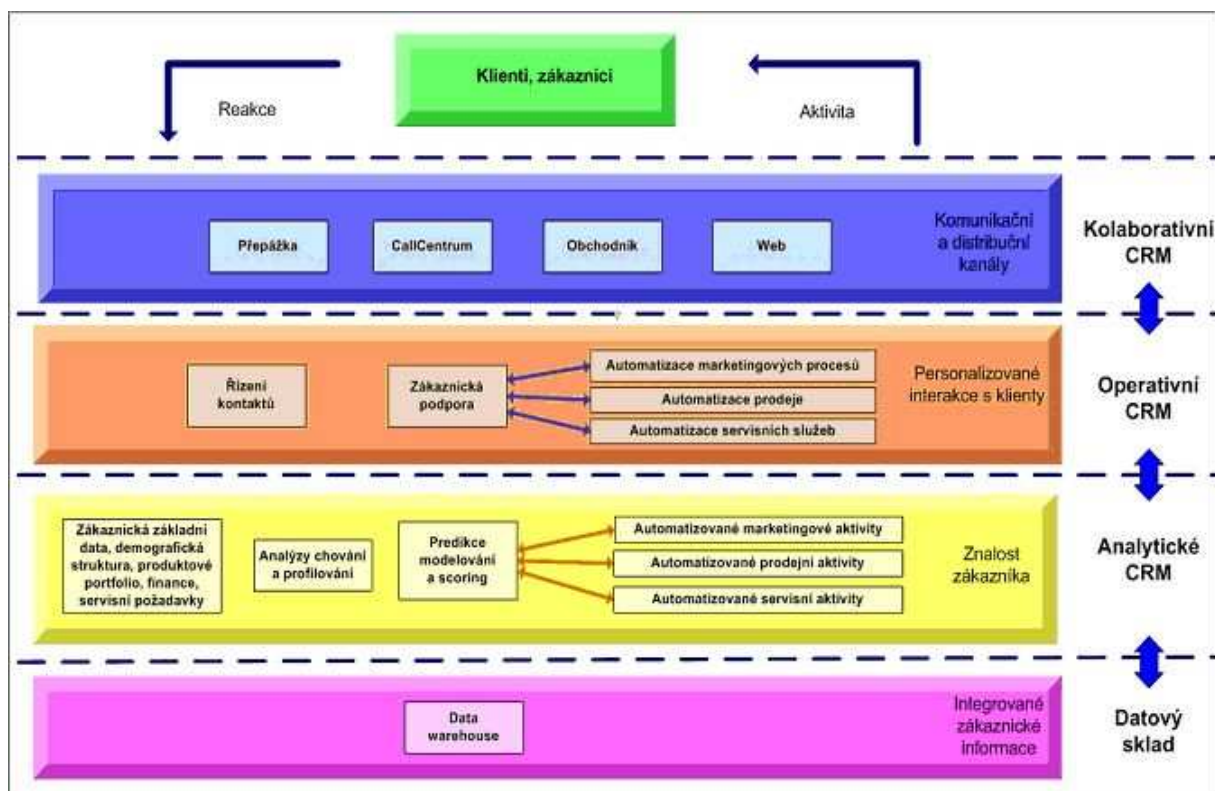 Klienti, zákazníci
Reakce
Aktivita
Přepážka
CallCentrum
Obchodník
Web
Komunikační
a distribuční
kanály
Kolaborativní
CRM
Řízení
kontaktů
Zákaznická
podpora
Automatizace marketingových procesů
Automatizace prodeje
Automatizace servisních služeb
Personalizované
interakce s klienty
Operativní
CRM
Zákaznická základní
data, demografická
struktura, produktové
portfolio, finance,
servisní požadavky
Analýzy chování
a profilování
Predikce
modelování
a scoring
Automatizované marketingové aktivity
Automatizované prodejní aktivity
Automatizované servisní aktivity
Znalost
zákazníka
Analytické
CRM
Data
warehouse
Integrované
zákaznické
informace
Datový
sklad